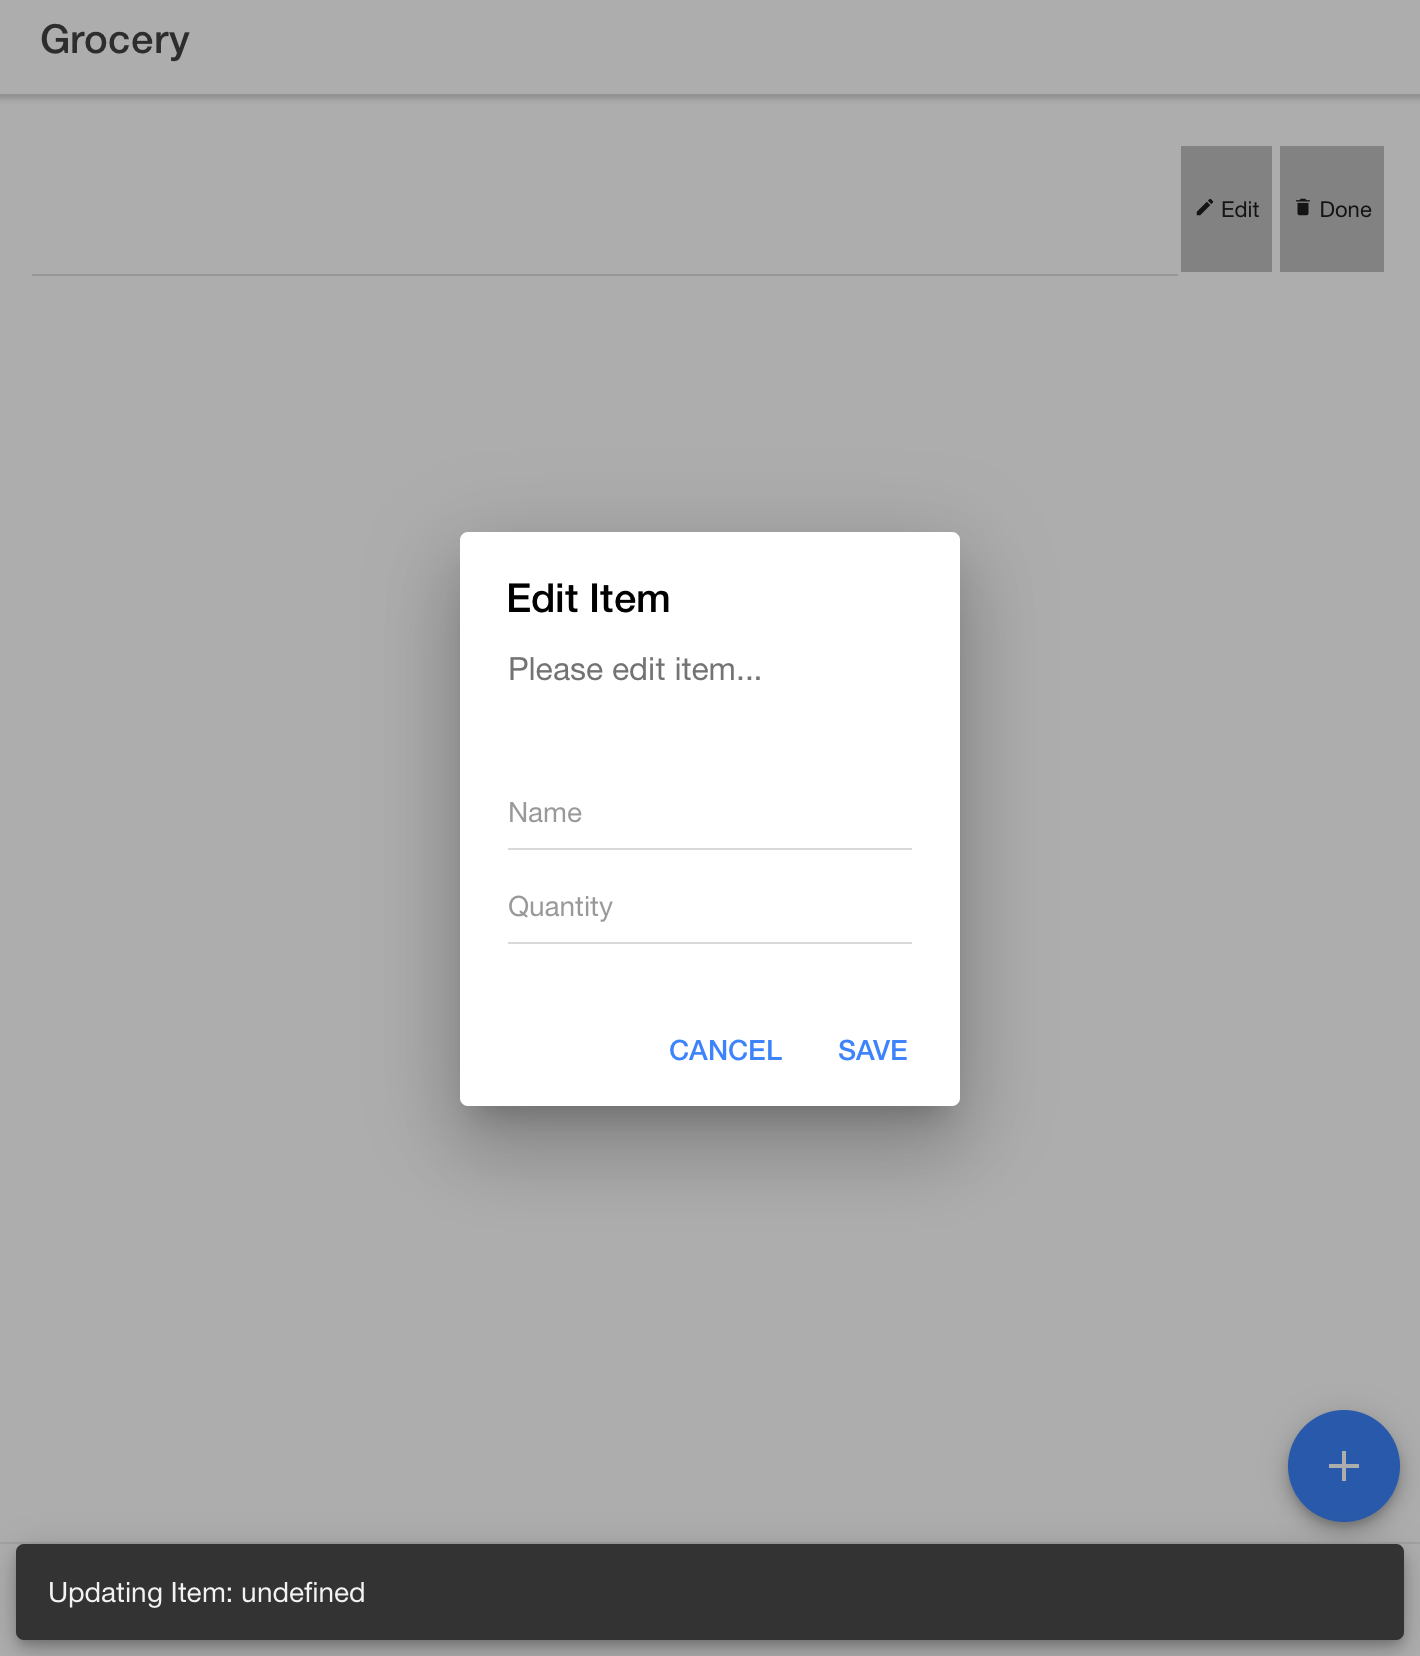 Grocery
Edit
Done
Edit Item
Please edit item...
Name
Quantity
CANCEL
SAVE
Updating Item: undefined